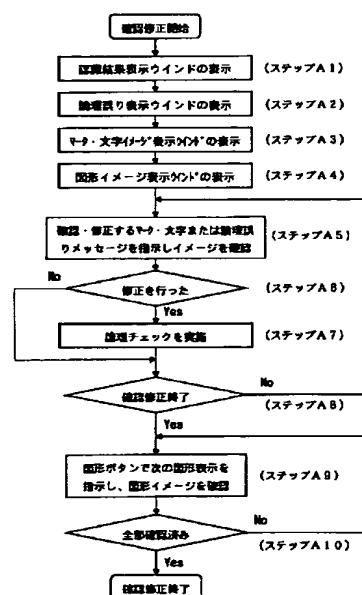 確認修正開始
認識結果表示ウインドの表示
(ステップA1)
論理誤り表示ウインドの表示
(ステップA2)
マーク・文字イメージ表示ウインドの表示
(ステップA3)
図形イメージ表示ウインドの表示
(ステップA4)
確認・修正するマーク・文字または論理誤
りメッセージを指示しイメージを確認
(ステップA5)
No
修正を行った
(ステップA6)
Yes
論理チェックを実施
(ステップA7)
No
確認修正終了
(ステップA8)
Yes
図形ボタンで次の図形表示を
指示し、図形イメージを確認
(ステップA9)
No
全部確認済み
(ステップA10)
Yes
確認修正終了